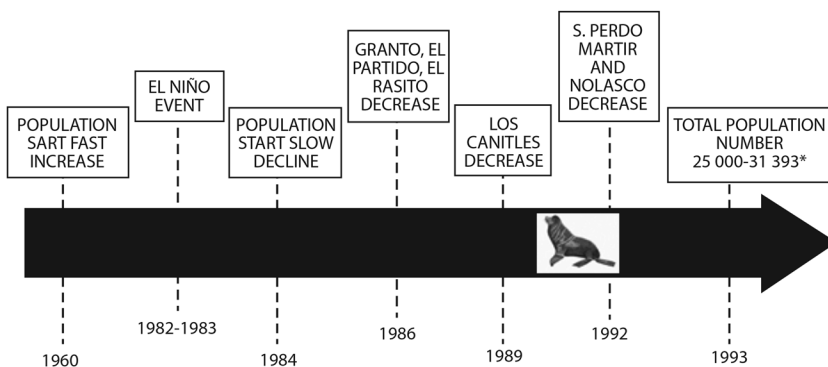 POPULATION
SART FAST
INCREASE
EL NIÑO
EVENT
POPULATION
START SLOW
DECLINE
GRANTO, EL
PARTIDO, EL
RASITO
DECREASE
LOS
CANITLES
DECREASE
S. PERDO
MARTIR
AND
NOLASCO
DECREASE
TOTAL POPULATION
NUMBER
25 000-31 393*
1960
1982-1983
1984
1986
1989
1992
1993